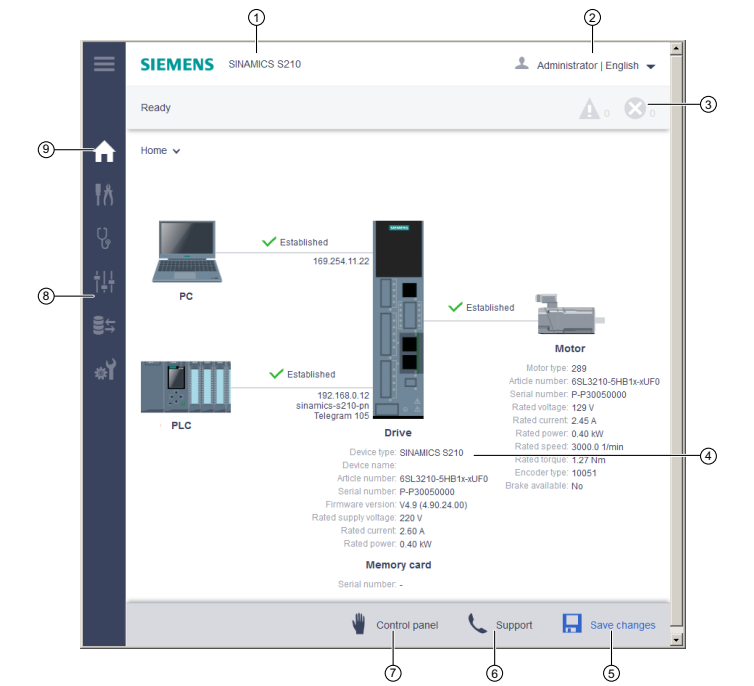 1
2
SIEMENS SINAMICS S210
Administrator | English
3
Ready
0
0
9
Home
SIEMENS
Established
169.254.11.22
PC
8
Established
Motor
Motor type: 289
Article number: 6SL3210-5HB1x-xUF0
Serial number: P-P30050000
Rated voltage: 129 V
Rated current: 2.45 A
Rated power: 0.40 kW
Rated speed: 3000.0 1/min
Rated torque: 1.27 Nm
Encoder type: 10051
Brake available: No
Established
192.168.0.12
sinamics-s210-pn
Telegram 105
PLC
Drive
4
Device type: SINAMICS S210
Device name:
Article number: 6SL3210-5HB1x-xUF0
Serial number: P-P30050000
Firmware version: V4.9 (4.90.24.00)
Rated supply voltage: 220 V
Rated current: 2.60 A
Rated power: 0.40 kW
Memory card
Serial number: -
Control panel
Support
Save changes
7
6
5